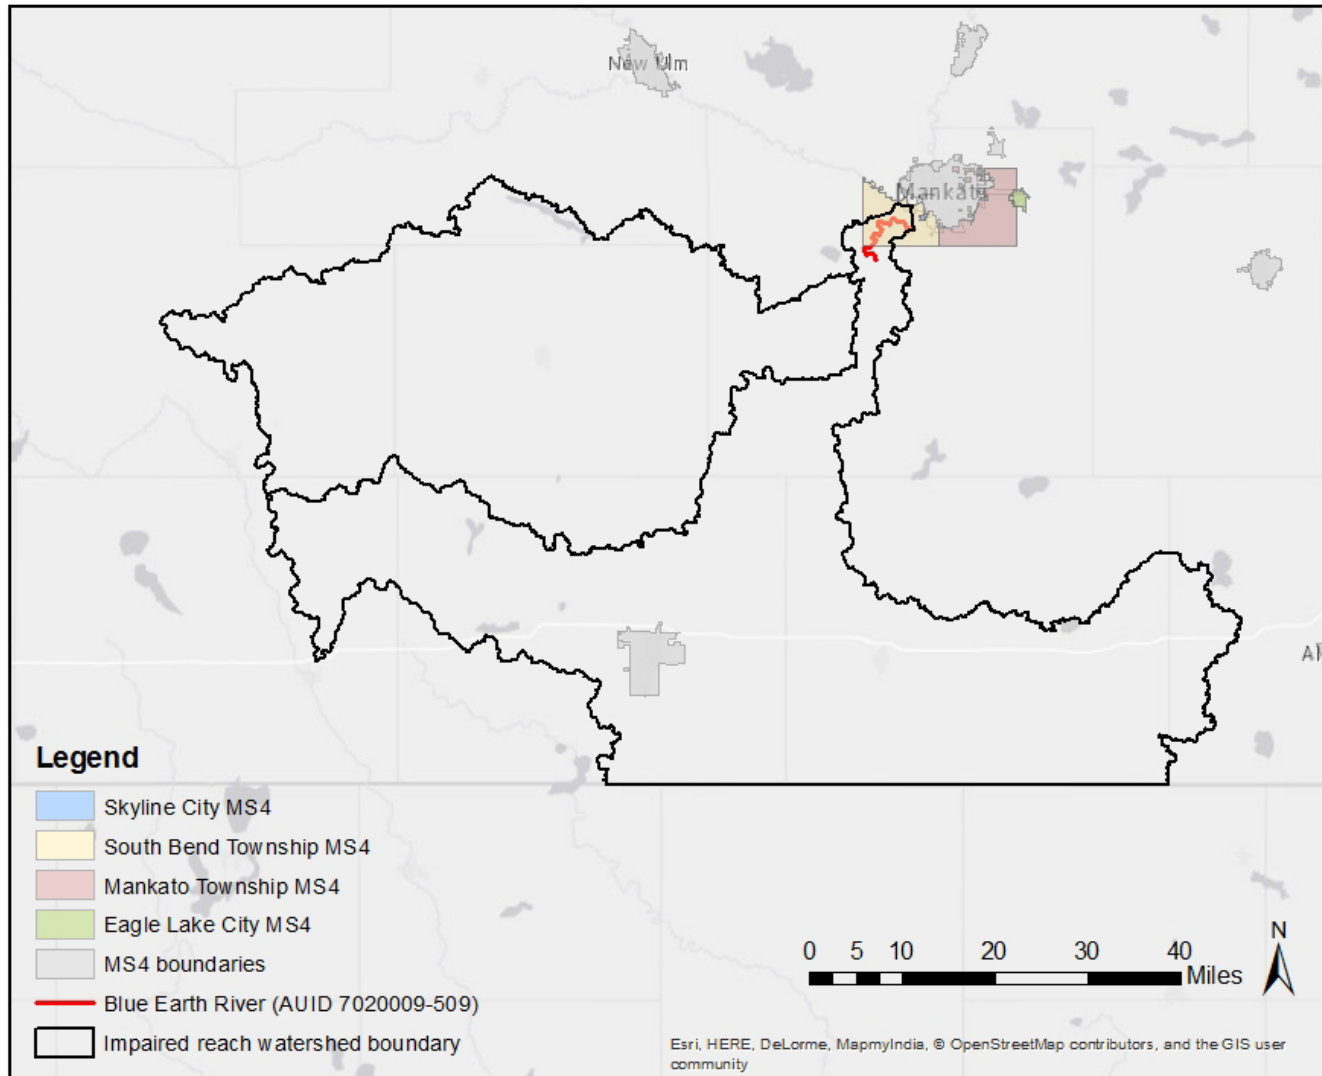 New Ulm
Mankato
Al
Legend
Skyline City MS4
South Bend Township MS4
Mankato Township MS4
Eagle Lake City MS4
MS4 boundaries
Blue Earth River (AUID 7020009-509)
Impaired reach watershed boundary
0 5 10 20 30 40
Miles
N
Esri, HERE, DeLorme, MapmyIndia, © OpenStreetMap contributors, and the GIS user
community